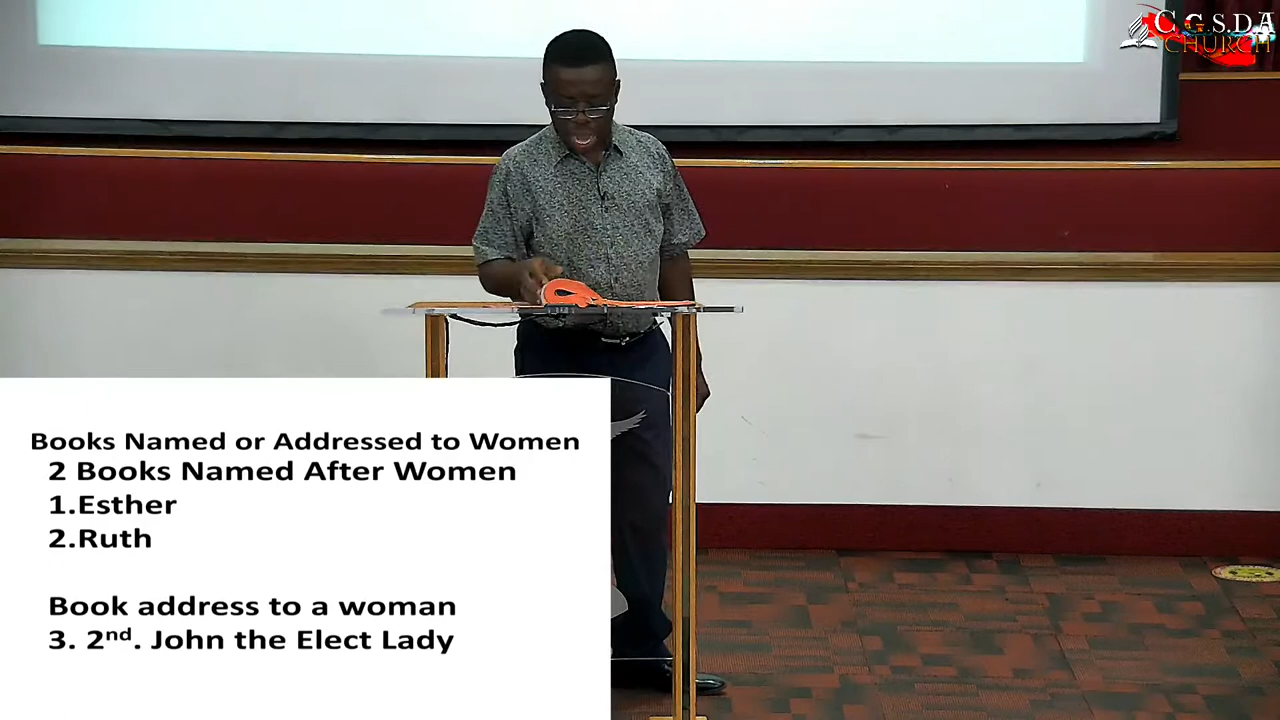 C.G.S.D.A
CHURCH
Books Named or Addressed to Women
2 Books Named After Women
1.Esther
2.Ruth
Book address to a woman
3. 2nd. John the Elect Lady